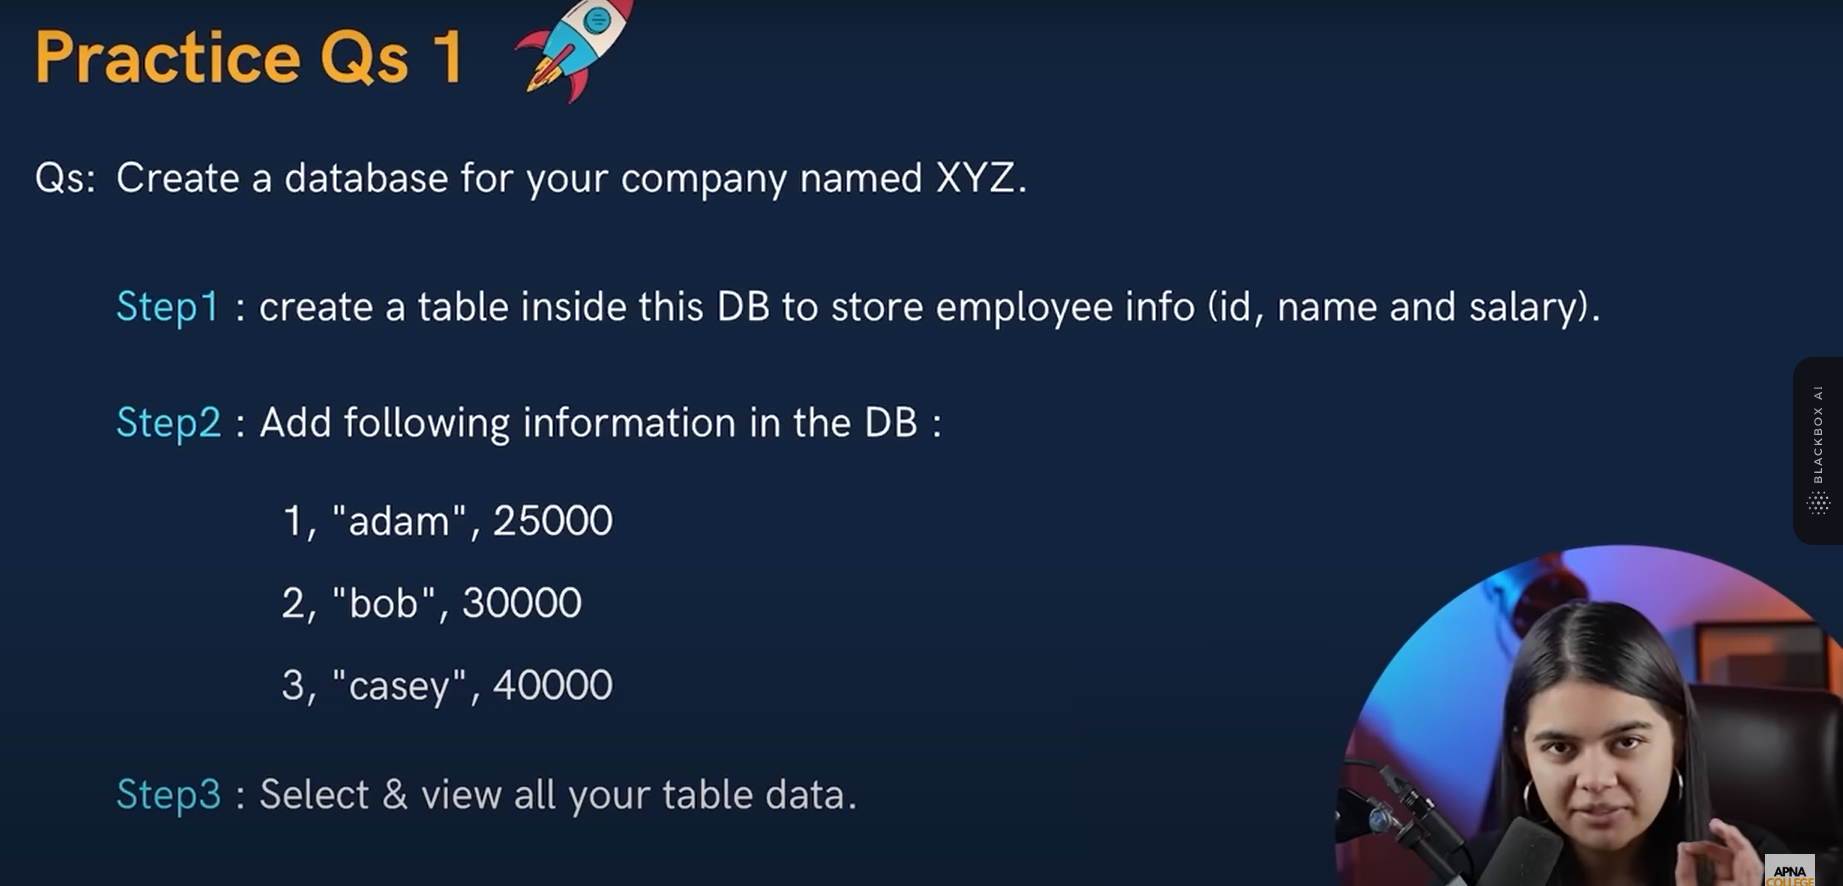 Practice Qs 1
Qs: Create a database for your company named XYZ.
Step1 : create a table inside this DB to store employee info (id, name and salary).
Step2 : Add following information in the DB :
1, "adam", 25000
2, "bob", 30000
3, "casey", 40000
Step3 : Select & view all your table data.
BLACKBOX AI
APNA
COLLEGE